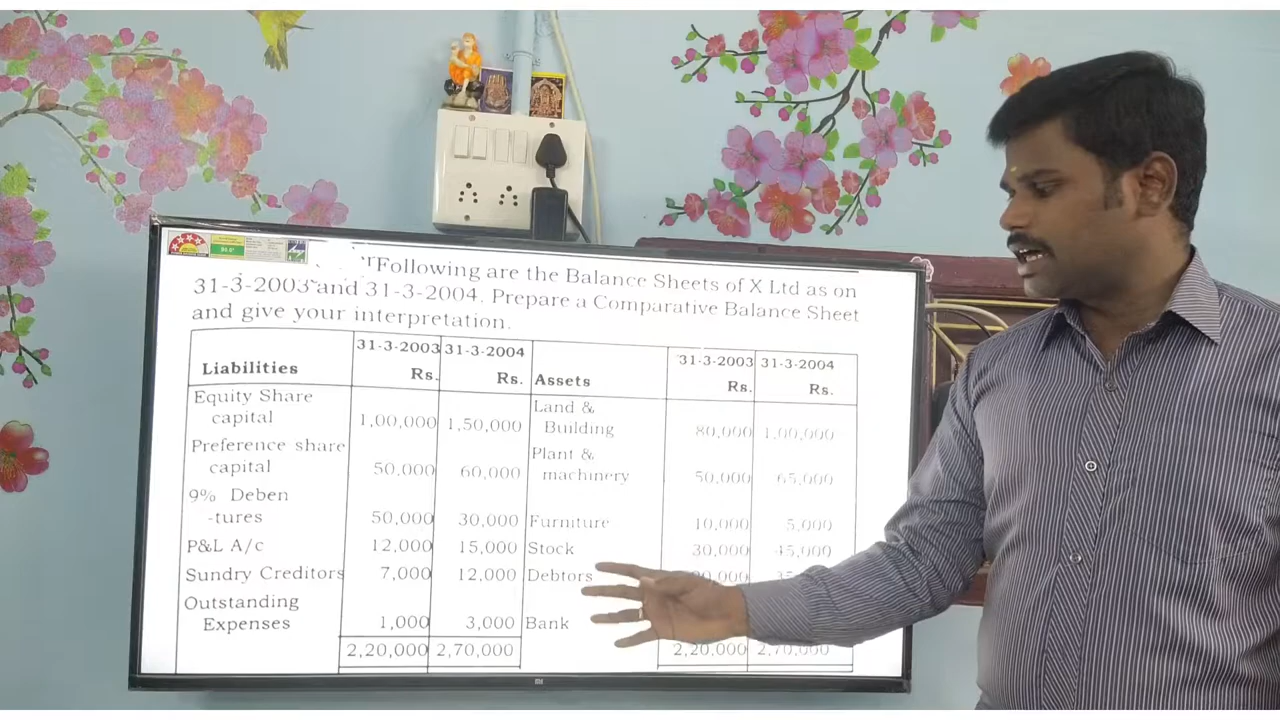 "Following are the Balance Sheets of X Ltd as on
31-3-2003 and 31-3-2004. Prepare a Comparative Balance Sheet
and give your interpretation.
Liabilities 31-3-2003 Rs. 31-3-2004 Rs. Assets 31-3-2003 Rs. 31-3-2004 Rs.
Equity Share capital 1,00,000 1,50,000 Land & Building 80,000 1,00,000
Preference share capital 50,000 60,000 Plant & machinery 50,000 65,000
9% Deben -tures 50,000 30,000 Furniture 10,000 5,000
P&L A/c 12,000 15,000 Stock 30,000 45,000
Sundry Creditors 7,000 12,000 Debtors
Outstanding Expenses 1,000 3,000 Bank
2,20,000 2,70,000 2,20,000 2,70,000
mi